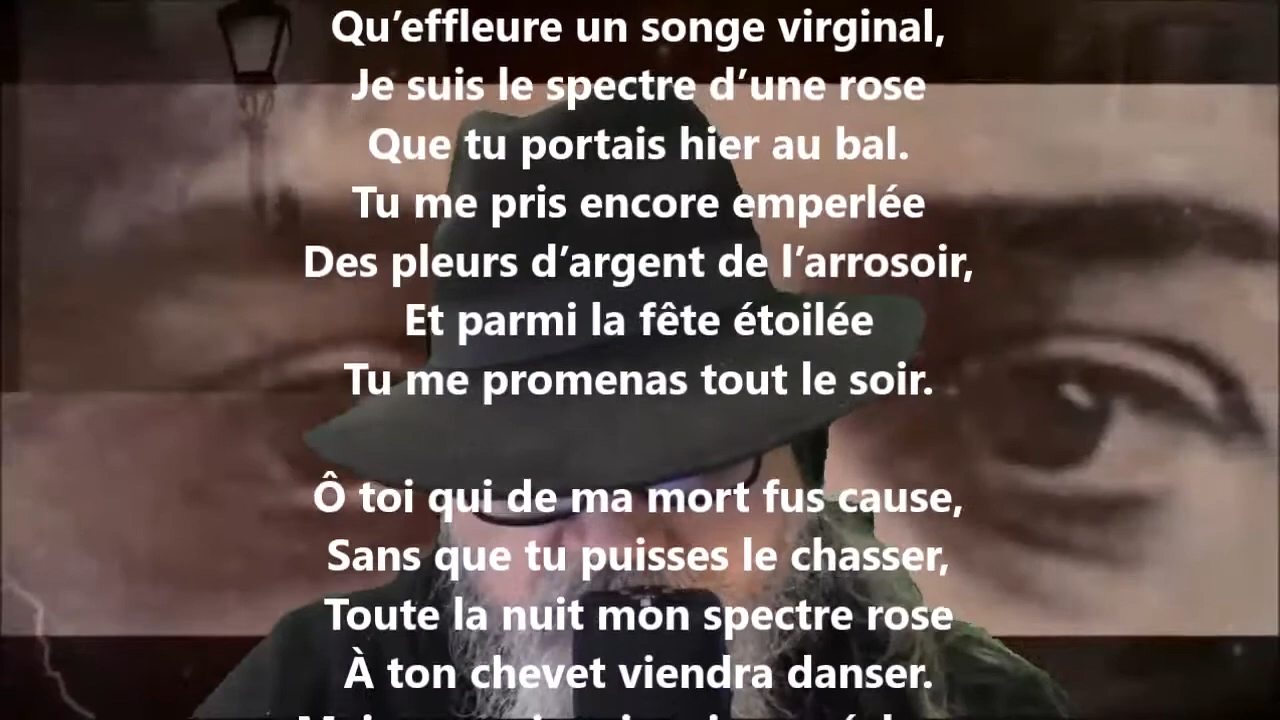 Qu’effleure un songe virginal,
Je suis le spectre d’une rose
Que tu portais hier au bal.
Tu me pris encore emperlée
Des pleurs d’argent de l’arrosoir,
Et parmi la fête étoilée
Tu me promenas tout le soir.
Ô toi qui de ma mort fus cause,
Sans que tu puisses le chasser,
Toute la nuit mon spectre rose
À ton chevet viendra danser.